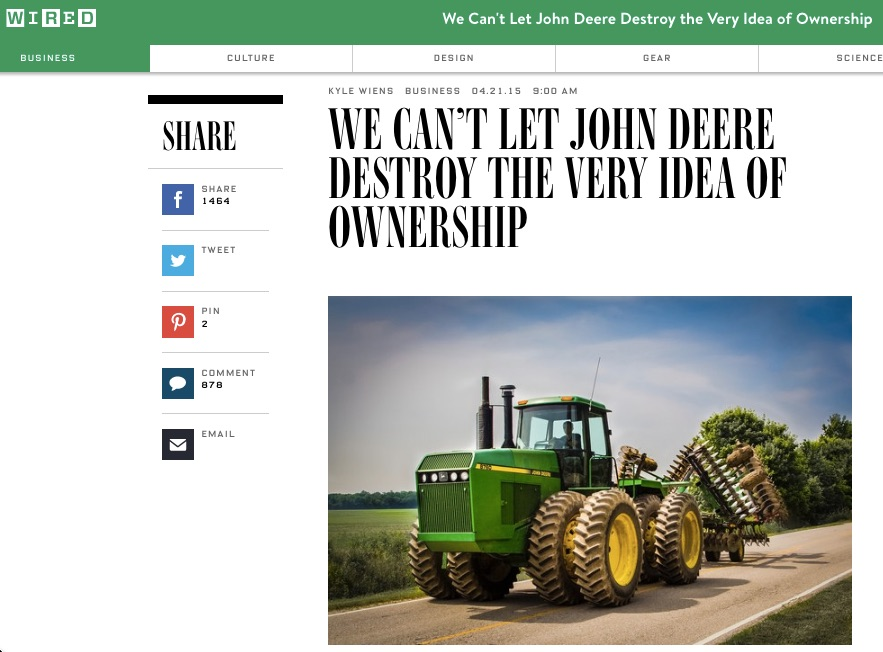 WIRED
We Can't Let John Deere Destroy the Very Idea of Ownership
BUSINESS
CULTURE
DESIGN
GEAR
SCIENCE
KYLE WIENS BUSINESS 04.21.15 9:00 AM
WE CAN'T LET JOHN DEERE
DESTROY THE VERY IDEA OF
OWNERSHIP
SHARE
SHARE
1464
TWEET
PIN
2
COMMENT
878
EMAIL